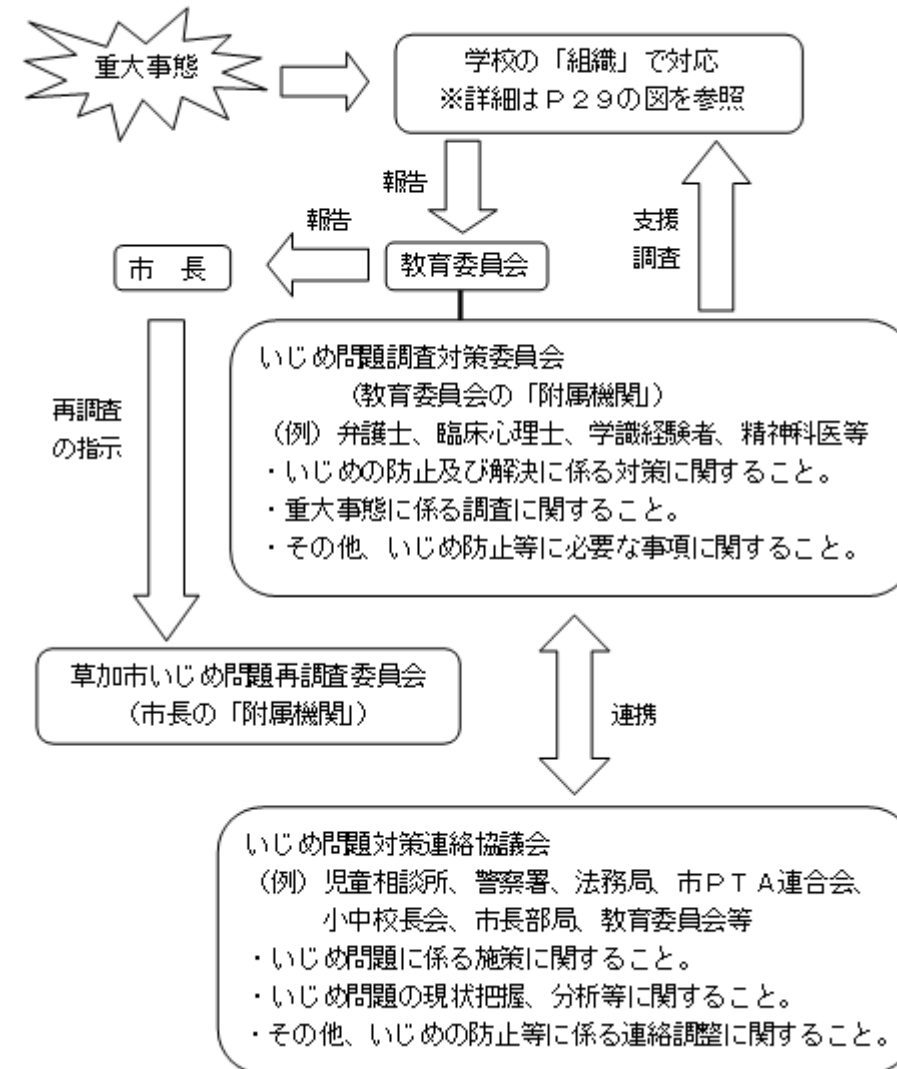 重大事態
学校の「組織」で対応
※詳細はP29の図を参照
報告
報告
支援
調査
市　長
教育委員会
いじめ問題調査対策委員会
（教育委員会の「附属機関」）
（例）弁護士、臨床心理士、学識経験者、精神科医等
・いじめの防止及び解決に係る対策に関すること。
・重大事態に係る調査に関すること。
・その他、いじめ防止等に必要な事項に関すること。
再調査
の指示
草加市いじめ問題再調査委員会
（市長の「附属機関」）
連携
いじめ問題対策連絡協議会
（例）児童相談所、警察署、法務局、市PTA連合会、
小中校長会、市長部局、教育委員会等
・いじめ問題に係る施策に関すること。
・いじめ問題の現状把握、分析等に関すること。
・その他、いじめの防止等に係る連絡調整に関すること。